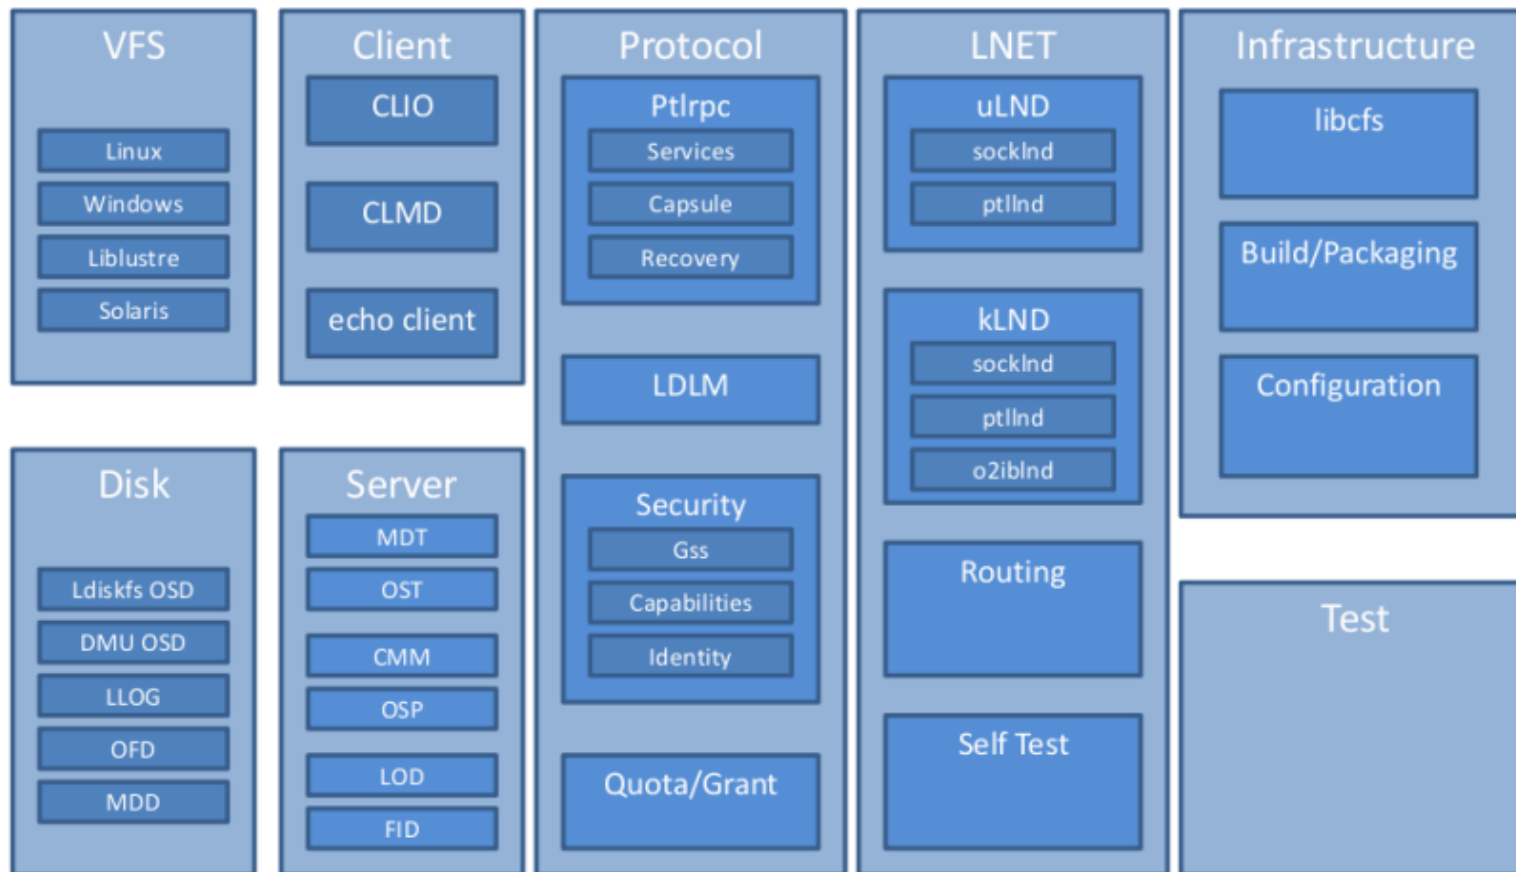 VFS
Linux
Windows
Liblustre
Solaris
Client
CLIO
CLMD
echo client
Protocol
Ptlrpc
Services
Capsule
Recovery
LDLM
Security
Gss
Capabilities
Identity
Quota/Grant
LNET
uLND
socklnd
ptllnd
kLND
socklnd
ptllnd
o2iblnd
Routing
Self Test
Infrastructure
libcfs
Build/Packaging
Configuration
Disk
Ldiskfs OSD
DMU OSD
LLOG
OFD
MDD
Server
MDT
OST
CMM
OSP
LOD
FID
Test